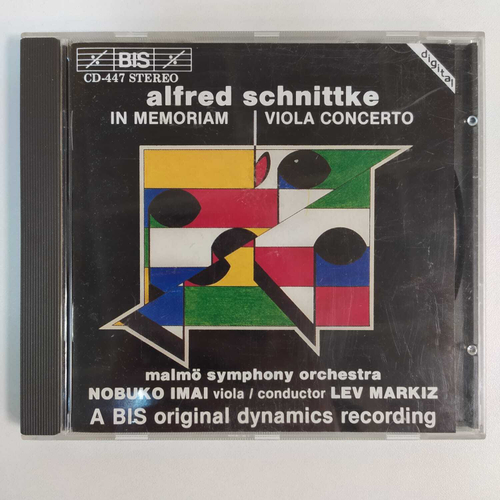 BIS
CD-447 STEREO
digital
alfred schnittke
IN MEMORIAM | VIOLA CONCERTO
malmö symphony orchestra
NOBUKO IMAI viola / conductor LEV MARKIZ
A BIS original dynamics recording